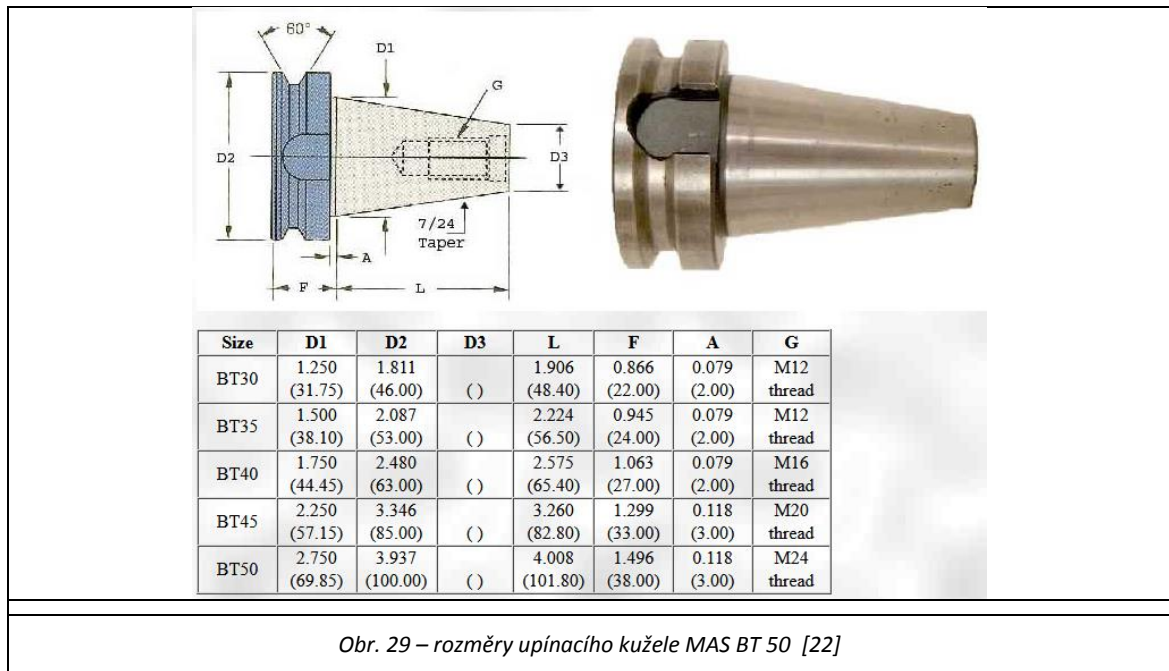 60°
D1
G
D2
D3
7/24
Taper
A
F
L
Size D1 D2 D3 L F A G
BT30 1.250 1.811 1.906 0.866 0.079 M12
(31.75) (46.00) ( ) (48.40) (22.00) (2.00) thread
BT35 1.500 2.087 2.224 0.945 0.079 M12
(38.10) (53.00) ( ) (56.50) (24.00) (2.00) thread
BT40 1.750 2.480 2.575 1.063 0.079 M16
(44.45) (63.00) ( ) (65.40) (27.00) (2.00) thread
BT45 2.250 3.346 3.260 1.299 0.118 M20
(57.15) (85.00) ( ) (82.80) (33.00) (3.00) thread
BT50 2.750 3.937 4.008 1.496 0.118 M24
(69.85) (100.00) ( ) (101.80) (38.00) (3.00) thread
Obr. 29 – rozměry upínacího kužele MAS BT 50 [22]